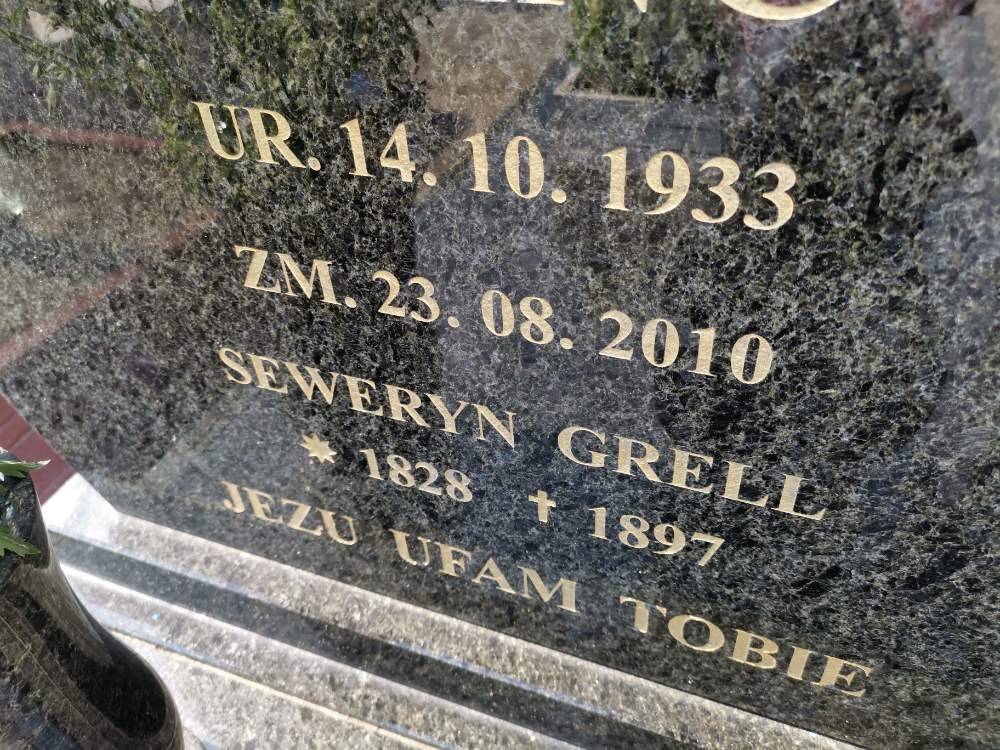 UR. 14. 10. 1933
ZM. 23. 08. 2010
SEWERYN GRELL
* 1828 ✝ 1897
JEZU UFAM TOBIE